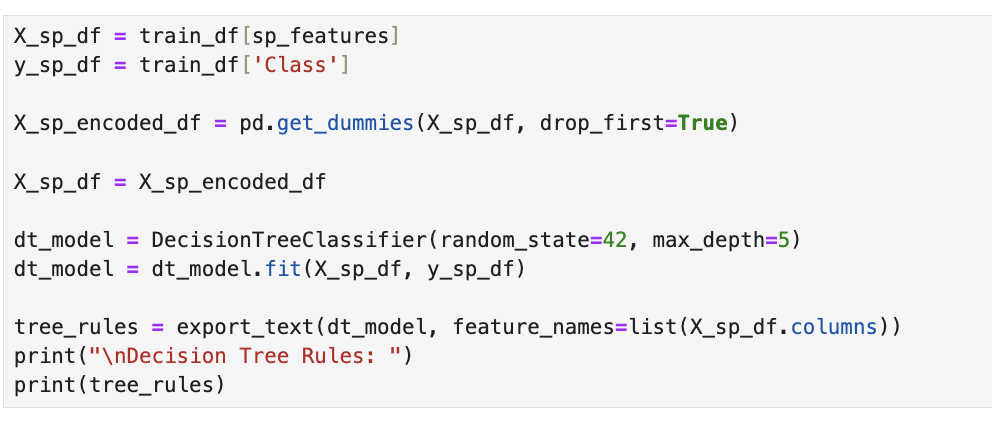 X_sp_df = train_df[sp_features]
y_sp_df = train_df['Class']
X_sp_encoded_df = pd.get_dummies(X_sp_df, drop_first=True)
X_sp_df = X_sp_encoded_df
dt_model = DecisionTreeClassifier(random_state=42, max_depth=5)
dt_model = dt_model.fit(X_sp_df, y_sp_df)
tree_rules = export_text(dt_model, feature_names=list(X_sp_df.columns))
print("\nDecision Tree Rules: ")
print(tree_rules)